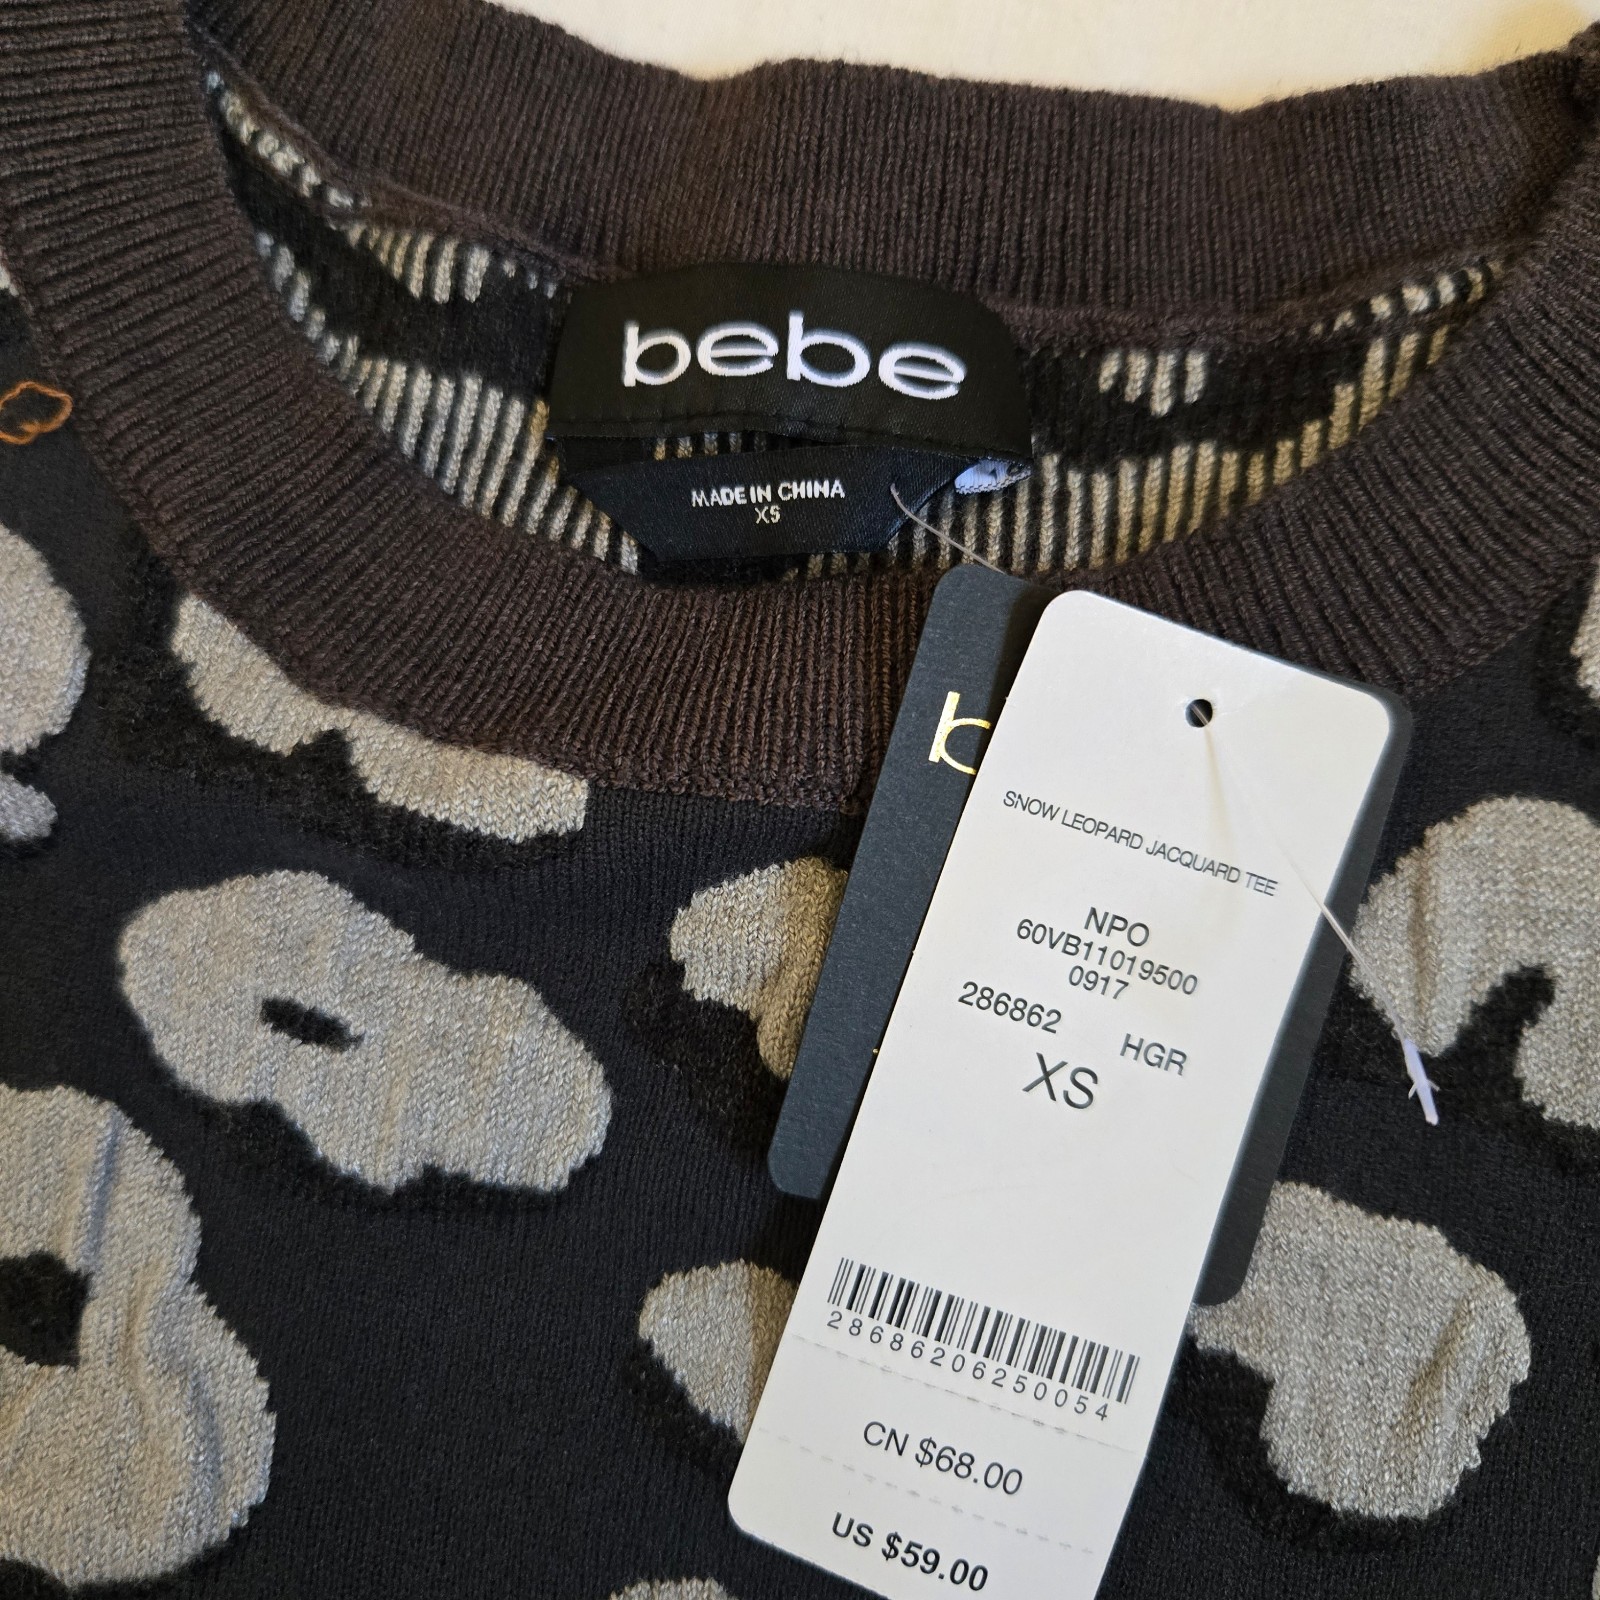 bebe
MADE IN CHINA
XS
b
SNOW LEOPARD JACQUARD TEE
NPO
60VB11019500
0917
286862 HGR
XS
28686206250054
CN $68.00
US $59.00